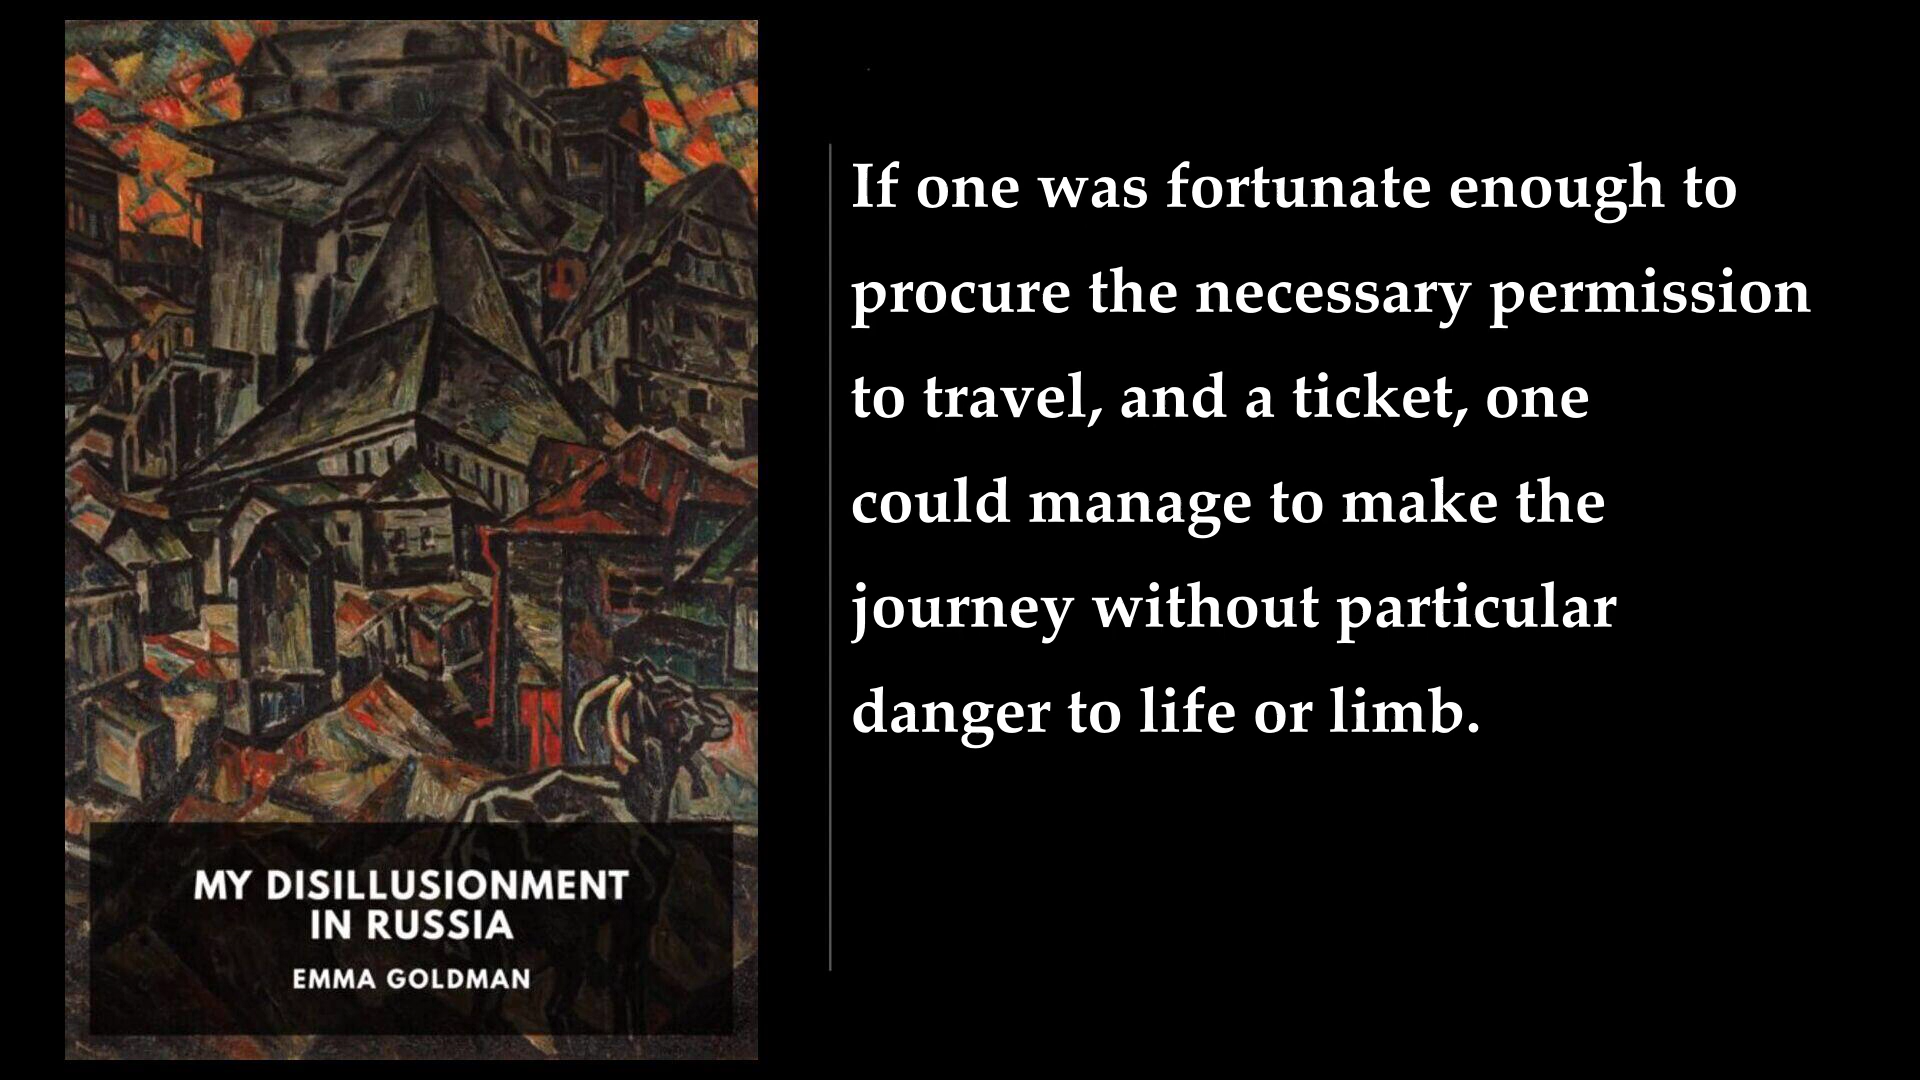 If one was fortunate enough to
procure the necessary permission
to travel, and a ticket, one
could manage to make the
journey without particular
danger to life or limb.
MY DISILLUSIONMENT
IN RUSSIA
EMMA GOLDMAN